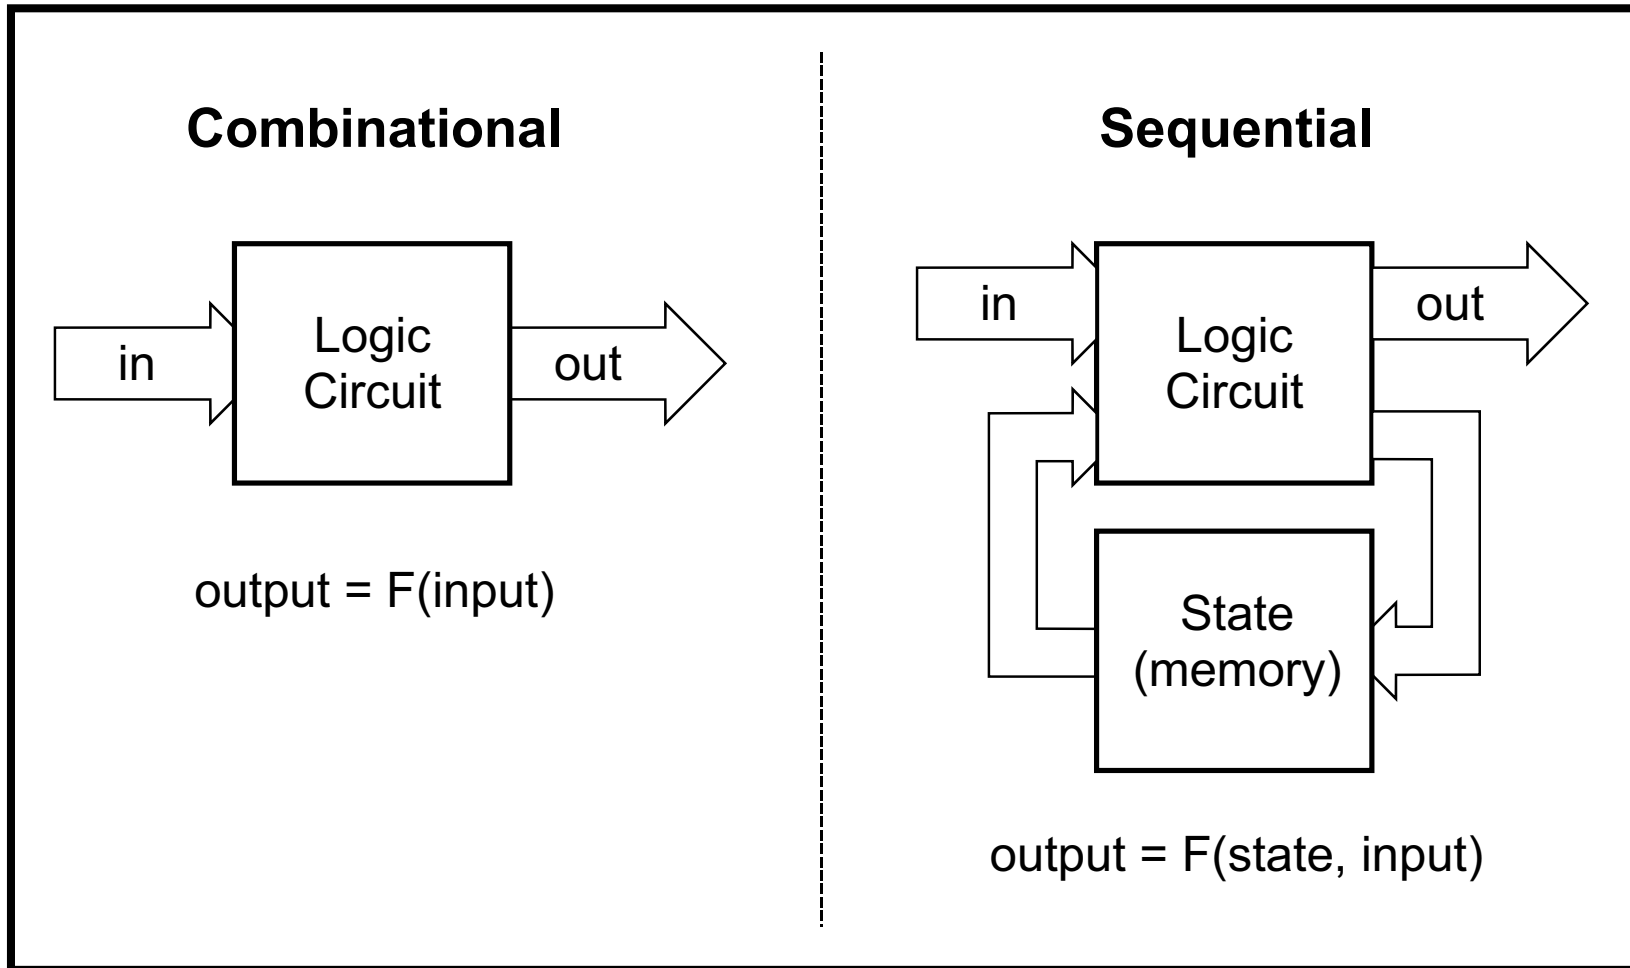 Combinational
in
Logic
Circuit
out
output = F(input)
Sequential
in
Logic
Circuit
out
State
(memory)
output = F(state, input)